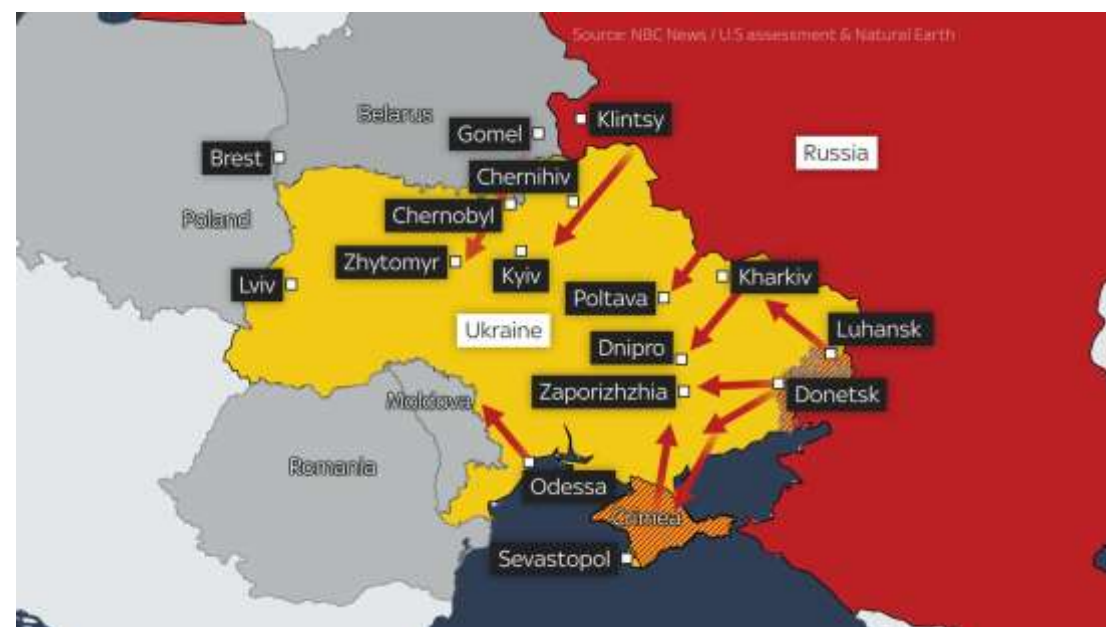 Source: NBC News / U.S assessment & Natural Earth
Belarus
Gomel
Klintsy
Russia
Brest
Chernihiv
Poland
Chernobyl
Zhytomyr
Kyiv
Lviv
Poltava
Kharkiv
Ukraine
Dnipro
Luhansk
Zaporizhzhia
Donetsk
Moldova
Romania
Odessa
Crimea
Sevastopol